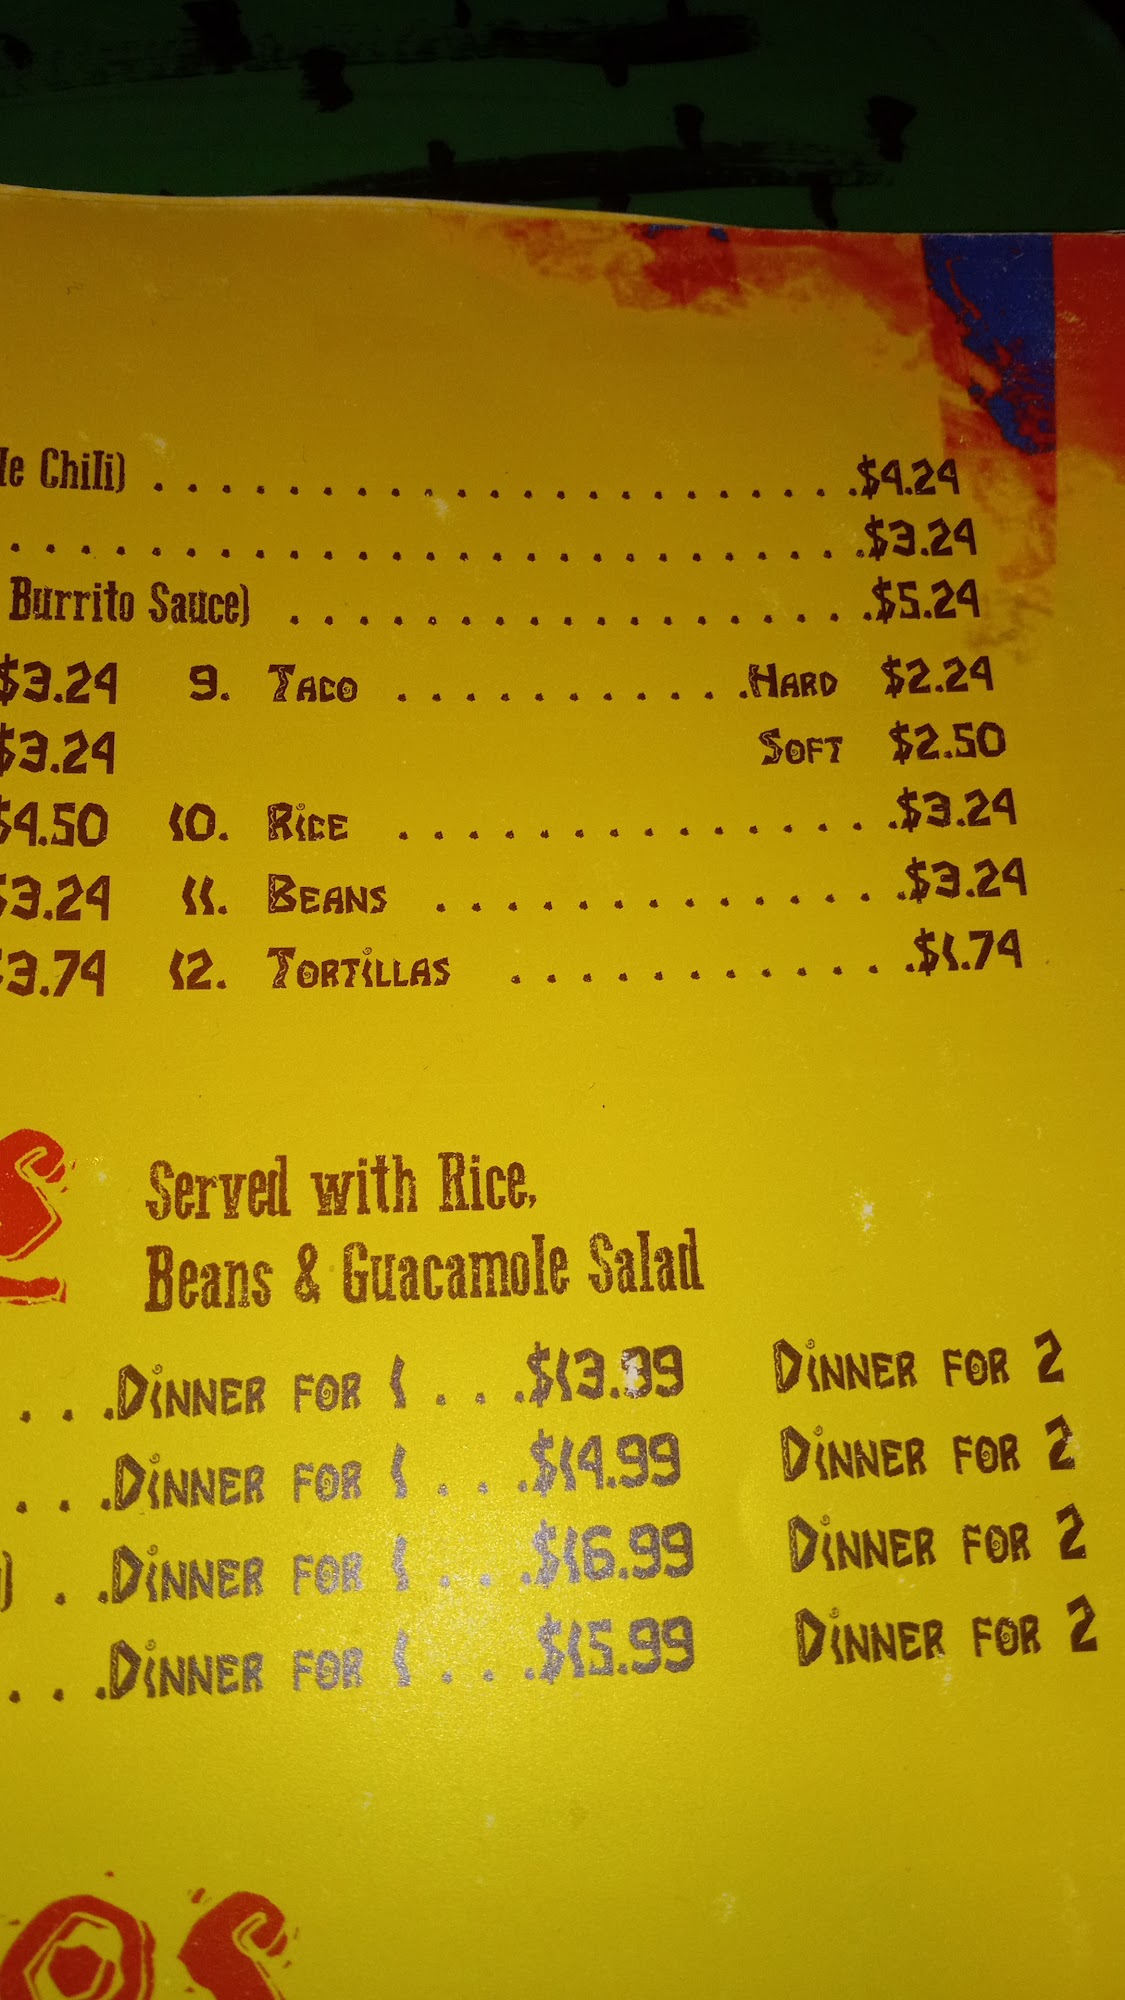 le Chili) . . . . . . . . . . . . . . . . . . . . . .$4.24
. . . . . . . . . . . . . . . . . . . . . . . . . .$3.24
Burrito Sauce) . . . . . . . . . . . . . . . . . .$5.24
$3.24 9. Taco . . . . . . . . . . .Hard $2.24
$3.24 Soft $2.50
$4.50 10. Rice . . . . . . . . . . . . . . .$3.24
$3.24 11. Beans . . . . . . . . . . . . . .$3.24
$3.74 12. Tortillas . . . . . . . . . . . .$1.74
S
Served with Rice,
Beans & Guacamole Salad
. . .Dinner for 1 . . .$13.99 Dinner for 2
. . .Dinner for 1 . . .$14.99 Dinner for 2
) . .Dinner for 1 . . .$16.99 Dinner for 2
. . .Dinner for 1 . . .$15.99 Dinner for 2
OS